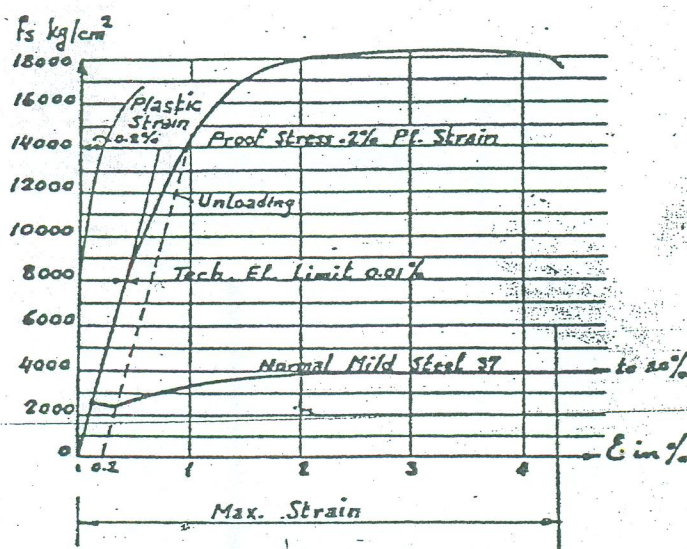 fs kg/cm²
18000
16000
Plastic
Strain
0.2%
14000
Proof Stress .2% Pl. Strain
12000
Unloading
10000
8000
Tech. El. Limit 0.01%
6000
Normal Mild Steel 37
4000
to 20%
2000
0
0.2 1 2 3 4
ε in %
Max. Strain